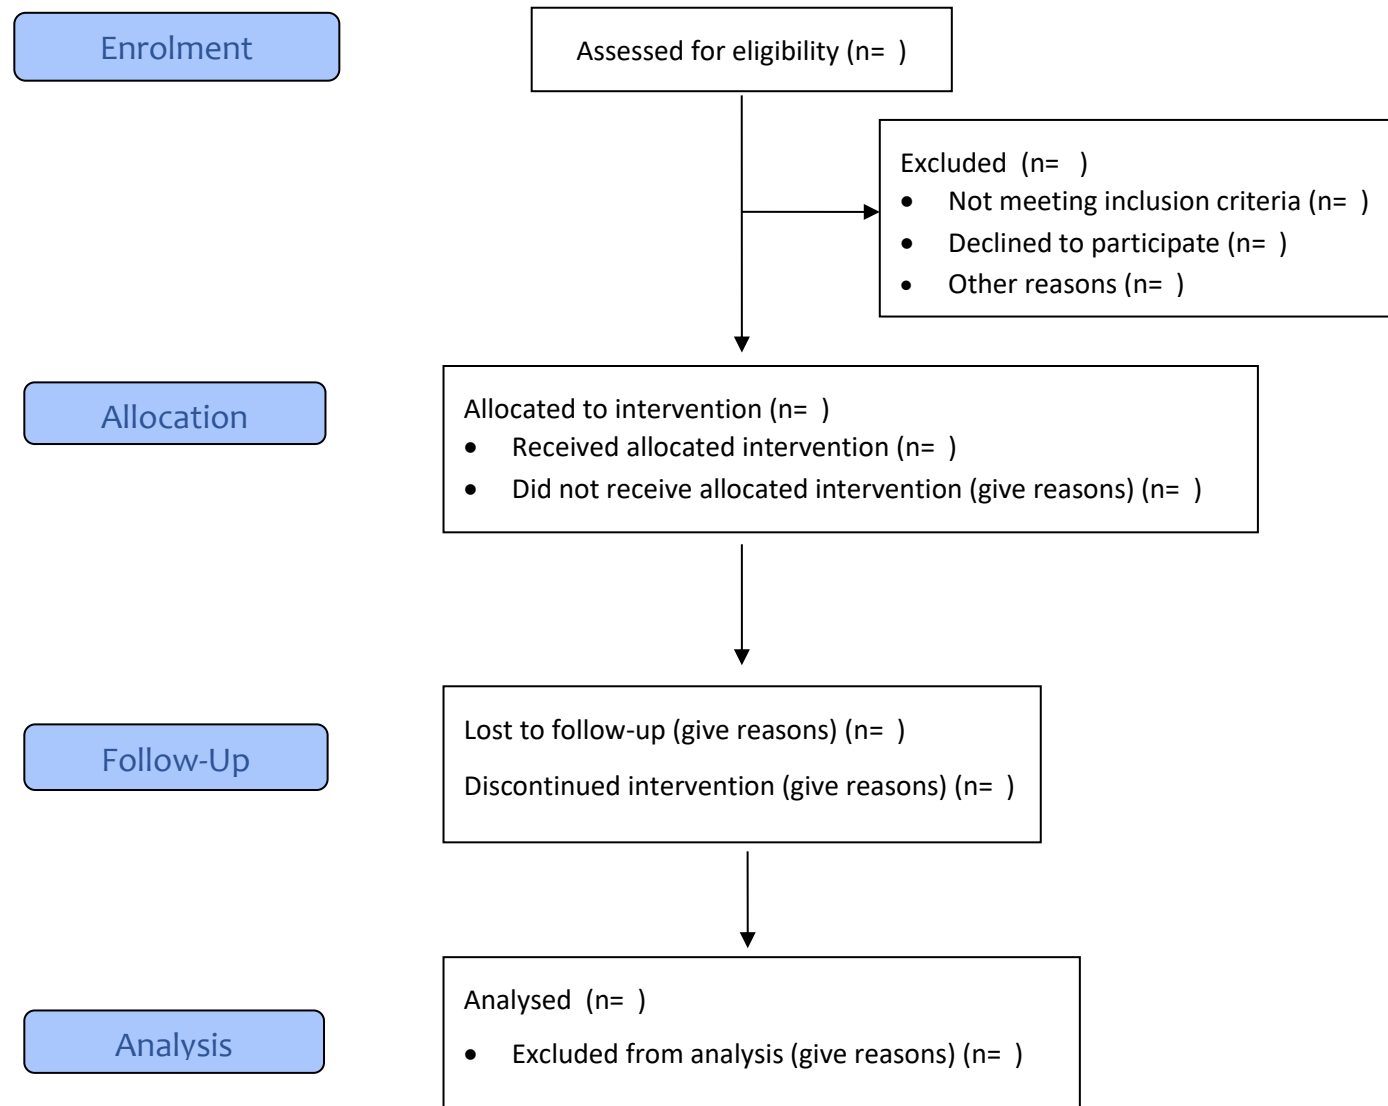 Enrolment
Assessed for eligibility (n=  )
Excluded  (n=   )
• Not meeting inclusion criteria (n=  )
• Declined to participate (n=  )
• Other reasons (n=  )
Allocation
Allocated to intervention (n=  )
• Received allocated intervention (n=  )
• Did not receive allocated intervention (give reasons) (n=  )
Follow-Up
Lost to follow-up (give reasons) (n=  )
Discontinued intervention (give reasons) (n=  )
Analysis
Analysed  (n=  )
• Excluded from analysis (give reasons) (n=  )